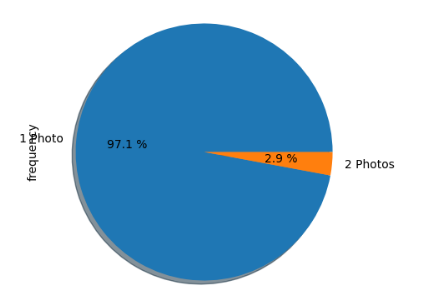 1 Photo
frequency
97.1 %
2.9 %
2 Photos